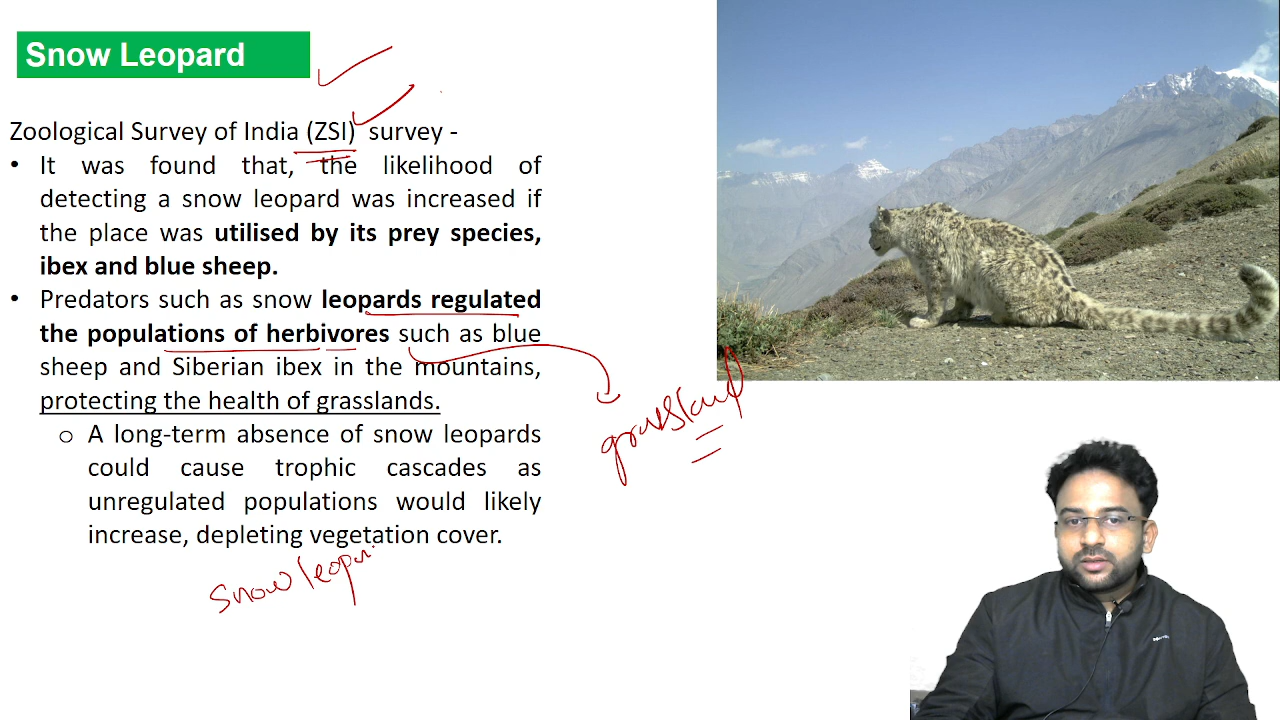 Snow Leopard
Zoological Survey of India (ZSI) survey -
• It was found that, the likelihood of
detecting a snow leopard was increased if
the place was utilised by its prey species,
ibex and blue sheep.
• Predators such as snow leopards regulated
the populations of herbivores such as blue
sheep and Siberian ibex in the mountains,
protecting the health of grasslands.
o A long-term absence of snow leopards
could cause trophic cascades as
unregulated populations would likely
increase, depleting vegetation cover.
grassland
Snow leopar